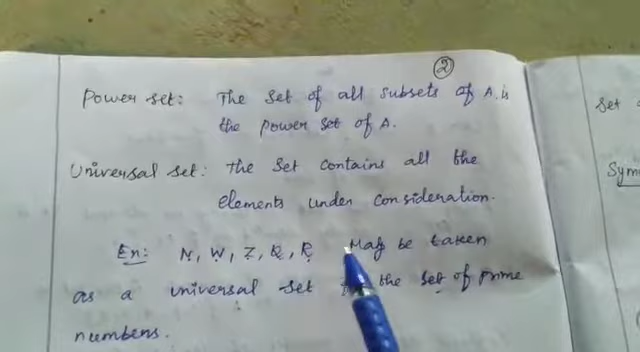 ②
Power set: The set of all subsets of A, is
the power set of A.
Universal set: The set contains all the
elements under consideration.
En: N, W, Z, Q, R May be taken
as a universal set the set of prime
numbers.
set
Sym